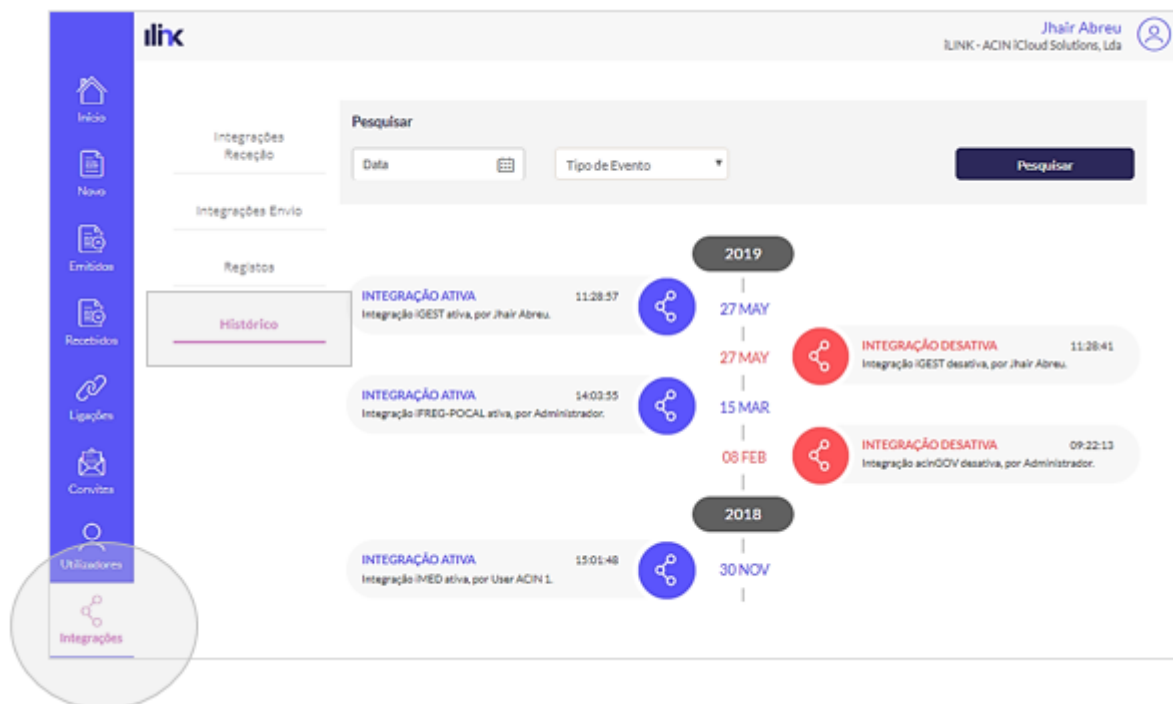 ilink
Jhair Abreu
iLINK - ACIN iCloud Solutions, Lda
Início
Novo
Emitidos
Recebidos
Ligações
Convites
Utilizadores
Integrações
Integrações
Receção
Integrações Envio
Registos
Histórico
Pesquisar
Data
Tipo de Evento
Pesquisar
2019
INTEGRAÇÃO ATIVA 11:28:57
Integração iGEST ativa, por Jhair Abreu.
27 MAY
27 MAY
INTEGRAÇÃO DESATIVA 11:28:41
Integração iGEST desativa, por Jhair Abreu.
INTEGRAÇÃO ATIVA 14:03:55
Integração iFREG-POCAL ativa, por Administrador.
15 MAR
08 FEB
INTEGRAÇÃO DESATIVA 09:22:13
Integração acinGOV desativa, por Administrador.
2018
INTEGRAÇÃO ATIVA 15:01:48
Integração iMED ativa, por User ACIN 1.
30 NOV